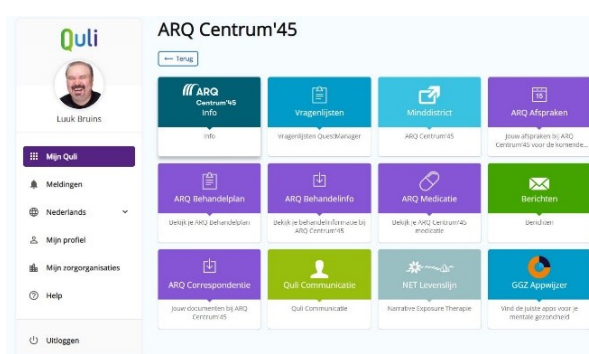 Quli
Luuk Bruins
Mijn Quli
Meldingen
Nederlands
Mijn profiel
Mijn zorgorganisaties
Help
Uitloggen
ARQ Centrum'45
← Terug
ARQ
Centrum'45
Info
Info
Vragenlijsten
Vragenlijsten QuestManager
Minddistrict
ARQ Centrum'45
15
ARQ Afspraken
Jouw afspraken bij ARQ
Centrum'45 voor de komende...
ARQ Behandelplan
Bekijk je ARQ Behandelplan
ARQ Behandelinfo
Bekijk je behandelinformatie bij
ARQ Centrum'45
ARQ Medicatie
Bekijk je ARQ Centrum'45
medicatie
Berichten
Berichten
ARQ Correspondentie
Jouw documenten bij ARQ
Centrum'45
Quli Communicatie
Quli Communicatie
NET Levenslijn
Narratieve Exposure Therapie
GGZ Appwijzer
Vind de juiste apps voor je
mentale gezondheid